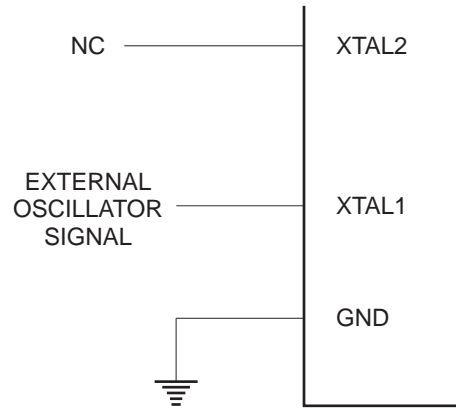 NC
XTAL2
EXTERNAL
OSCILLATOR
SIGNAL
XTAL1
GND